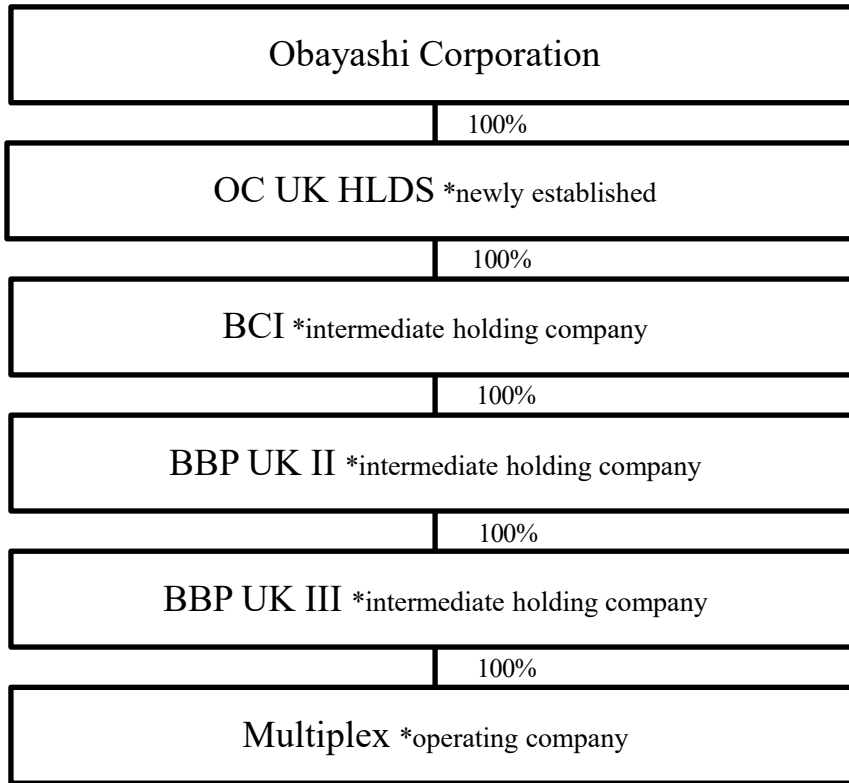 Obayashi Corporation
100%
OC UK HLDS *newly established
100%
BCI *intermediate holding company
100%
BBP UK II *intermediate holding company
100%
BBP UK III *intermediate holding company
100%
Multiplex *operating company